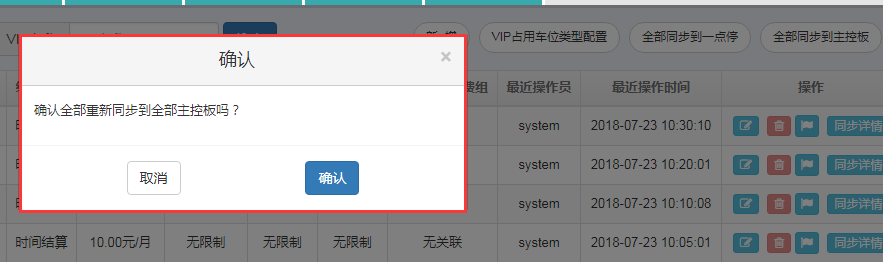 VIP
VIP占用车位类型配置 全部同步到一点停 全部同步到主控板
确认 ×
费组 最近操作员 最近操作时间 操作
确认全部重新同步到全部主控板吗？
取消 确认
system 2018-07-23 10:30:10 同步详情
system 2018-07-23 10:20:01 同步详情
system 2018-07-23 10:10:08 同步详情
时间结算 10.00元/月 无限制 无限制 无限制 无关联 system 2018-07-23 10:05:01 同步详情